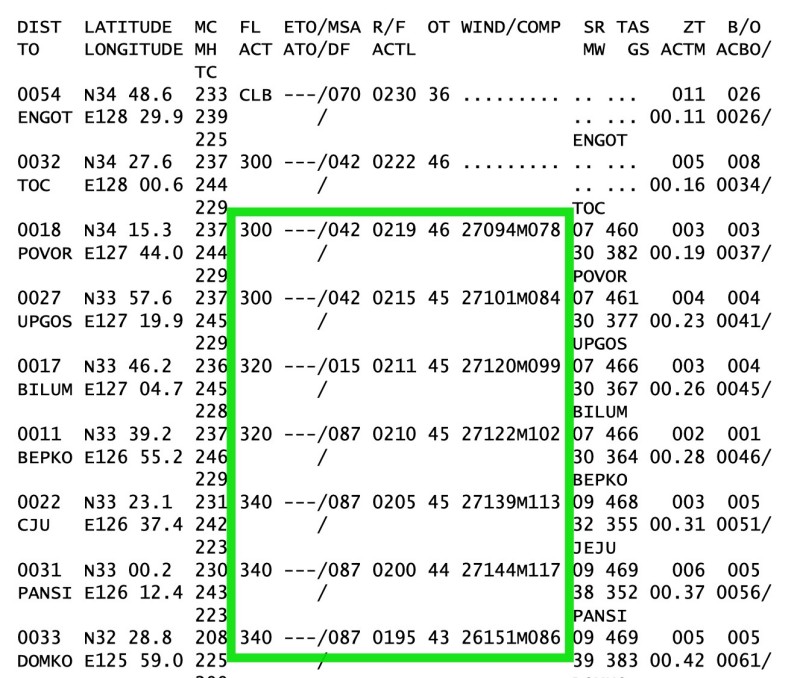 DIST LATITUDE MC FL ETO/MSA R/F OT WIND/COMP SR TAS ZT B/O
TO LONGITUDE MH ACT ATO/DF ACTL MW GS ACTM ACBO/
TC
0054 N34 48.6 233 CLB ---/070 0230 36 ......... .. ... 011 026
ENGOT E128 29.9 239 / .. ... 00.11 0026/
225 ENGOT
0032 N34 27.6 237 300 ---/042 0222 46 ......... .. ... 005 008
TOC E128 00.6 244 / .. ... 00.16 0034/
229 TOC
0018 N34 15.3 237 300 ---/042 0219 46 27094M078 07 460 003 003
POVOR E127 44.0 244 / 30 382 00.19 0037/
229 POVOR
0027 N33 57.6 237 300 ---/042 0215 45 27101M084 07 461 004 004
UPGOS E127 19.9 245 / 30 377 00.23 0041/
229 UPGOS
0017 N33 46.2 236 320 ---/015 0211 45 27120M099 07 466 003 004
BILUM E127 04.7 245 / 30 367 00.26 0045/
228 BILUM
0011 N33 39.2 237 320 ---/087 0210 45 27122M102 07 466 002 001
BEPKO E126 55.2 246 / 30 364 00.28 0046/
229 BEPKO
0022 N33 23.1 231 340 ---/087 0205 45 27139M113 09 468 003 005
CJU E126 37.4 242 / 32 355 00.31 0051/
223 JEJU
0031 N33 00.2 230 340 ---/087 0200 44 27144M117 09 469 006 005
PANSI E126 12.4 243 / 38 352 00.37 0056/
223 PANSI
0033 N32 28.8 208 340 ---/087 0195 43 26151M086 09 469 005 005
DOMKO E125 59.0 225 / 39 383 00.42 0061/